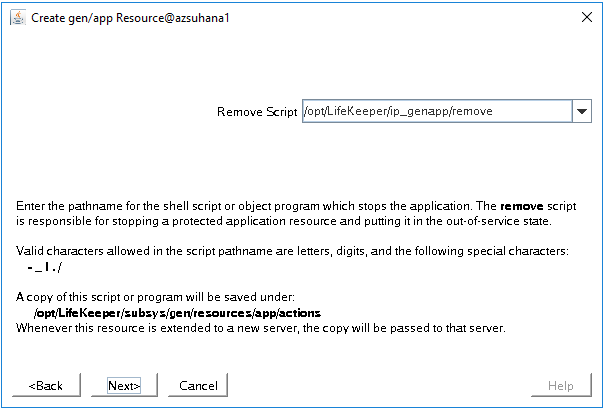 Create gen/app Resource@azsuhana1
Remove Script /opt/LifeKeeper/ip_genapp/remove
Enter the pathname for the shell script or object program which stops the application. The remove script
is responsible for stopping a protected application resource and putting it in the out-of-service state.
Valid characters allowed in the script pathname are letters, digits, and the following special characters:
- _ ! . /
A copy of this script or program will be saved under:
/opt/LifeKeeper/subsys/gen/resources/app/actions
Whenever this resource is extended to a new server, the copy will be passed to that server.
<Back Next> Cancel Help